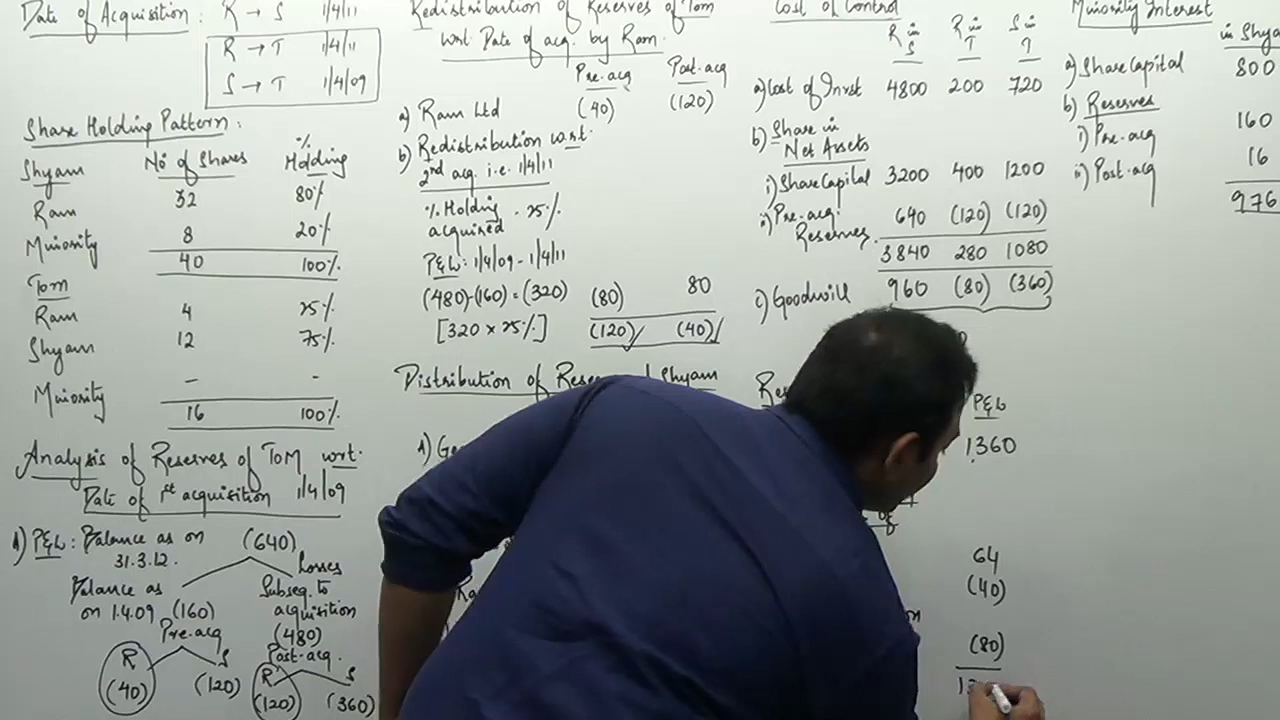 Date of Acquisition : R → S 1/4/11
R → T 1/4/11
S → T 1/4/09
Share Holding Pattern :
Shyam No of Shares % Holding
Ram 32 80%
Minority 8 20%
40 100%
Tom
Ram 4 25%
Shyam 12 75%
Minority - -
16 100%
Analysis of Reserves of TOM w.r.t.
Date of 1st acquisition 1/4/09
A) P&L : Balance as on 31.3.12. (640)
Balance as on 1.4.09 (160)
Pre-acq
R S
(40) (120)
Losses Subseq. to acquisition (480)
Post-acq.
R S
(120) (360)
Redistribution of Reserves of Tom
w.r.t. Date of acq. by Ram.
Pre-acq Post-acq
a) Ram Ltd (40) (120)
b) Redistribution w.r.t.
2nd acq. i.e. 1/4/11
% Holding acquired - 25%
P&L : 1/4/09 - 1/4/11
(480)-(160) = (320) (80) 80
[320 x 25%] (120) (40)
Distribution of Shyam
A)
Cost of Control
R in S R in T S in T
a) Cost of Invst 4800 200 720
b) Share in Net Assets
i) Share Capital 3200 400 1200
ii) Pre-acq. Reserves. 640 (120) (120)
3840 280 1080
c) Goodwill 960 (80) (360)
P&L
1360
of
64
(40)
(80)
Minority Interest
in Shya
a) Share Capital 800
b) Reserves
i) Pre-acq 160
ii) Post-acq 16
976